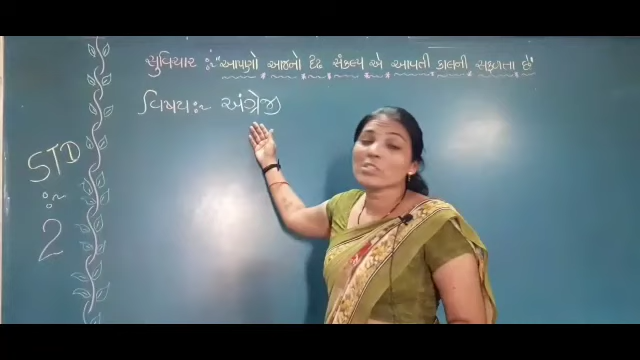 સુવિચાર :~ "આપણો આજનો દૃઢ સંકલ્પ એ આવતી કાલની સફળતા છે"
વિષય :~ અંગ્રેજી
STD
:~
2